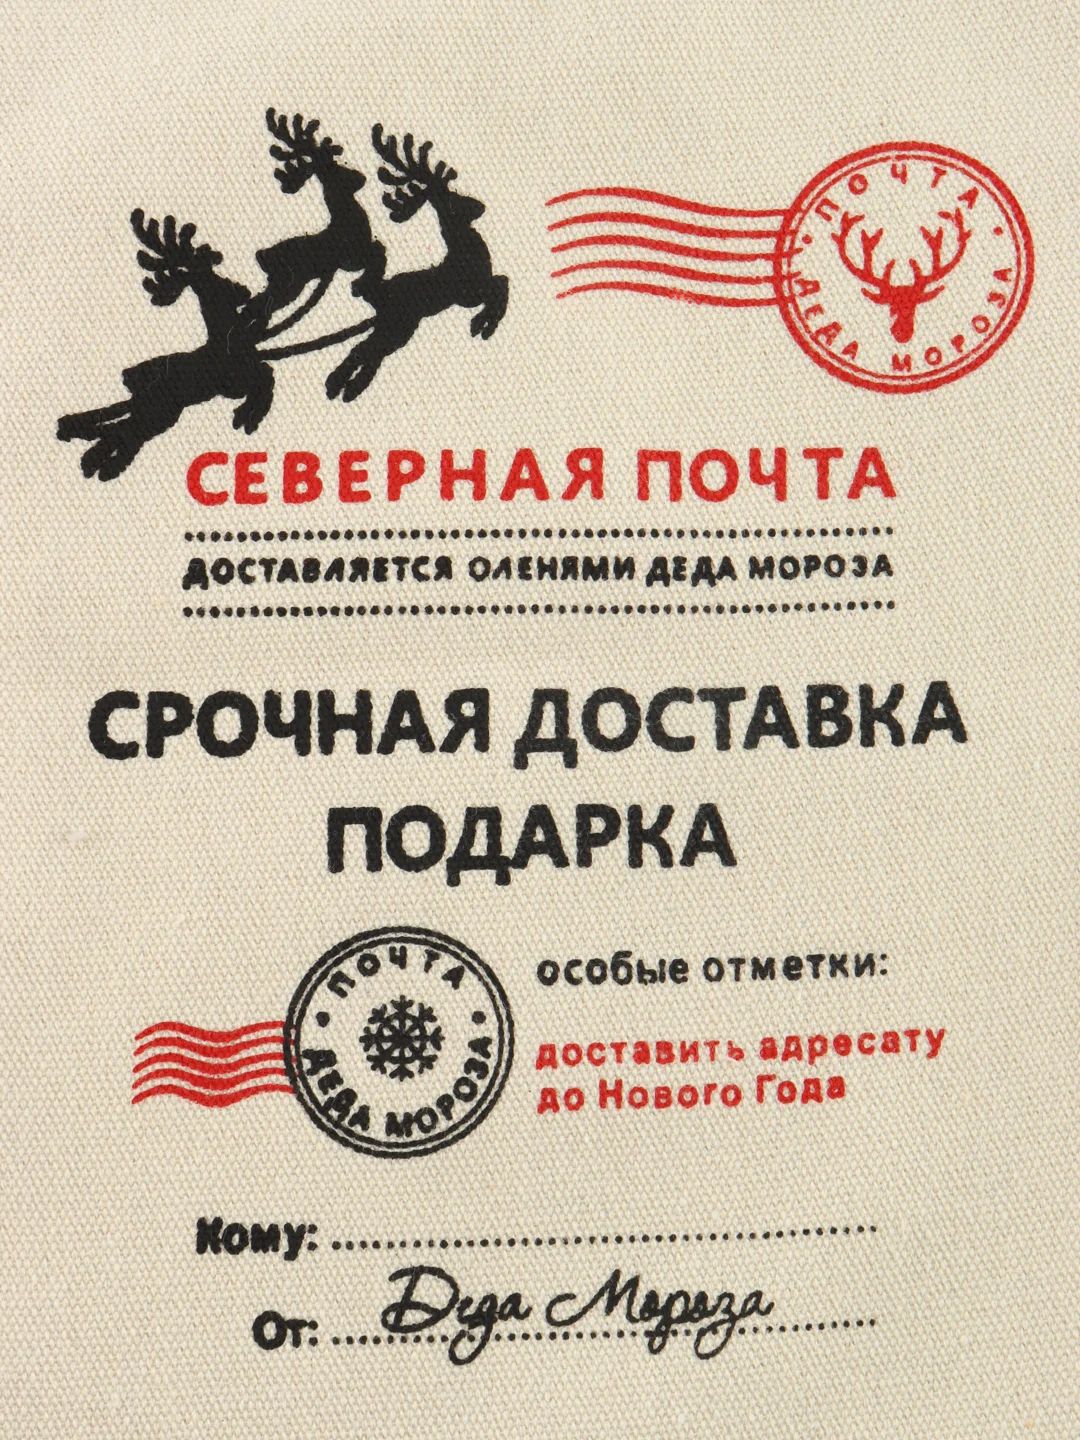 ПОЧТА
ДЕДА МОРОЗА
СЕВЕРНАЯ ПОЧТА
ДОСТАВЛЯЕТСЯ ОЛЕНЯМИ ДЕДА МОРОЗА
СРОЧНАЯ ДОСТАВКА
ПОДАРКА
ПОЧТА
ДЕДА МОРОЗА
особые отметки:
доставить адресату
до Нового Года
Кому:
От: Деда Мороза